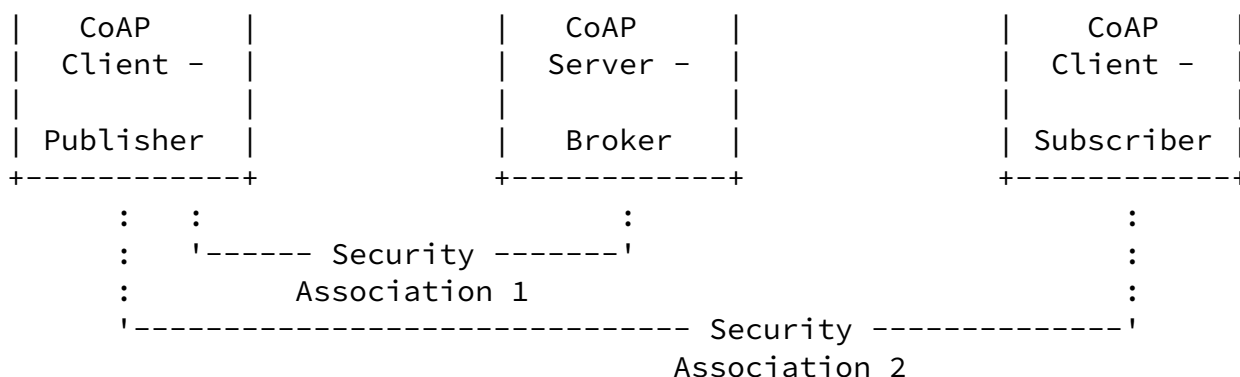 |   CoAP     |             |   CoAP     |              |    CoAP    |
|  Client -  |             |  Server -  |              |  Client -  |
|            |             |            |              |            |
| Publisher  |             |   Broker   |              | Subscriber |
+------------+             +------------+              +------------+
      :   :                       :                           :
      :   '------ Security -------'                           :
      :         Association 1                                 :
      '------------------------------- Security --------------'
                                     Association 2